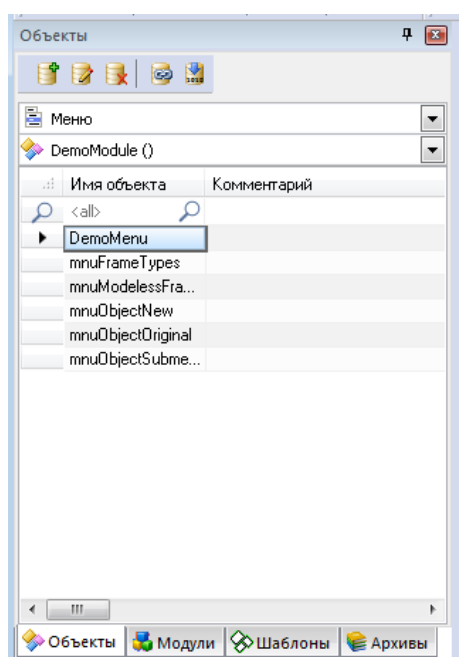 Объекты
Меню
DemoModule ()
Имя объекта Комментарий
<all>
DemoMenu
mnuFrameTypes
mnuModelessFra...
mnuObjectNew
mnuObjectOriginal
mnuObjectSubme...
Объекты Модули Шаблоны Архивы